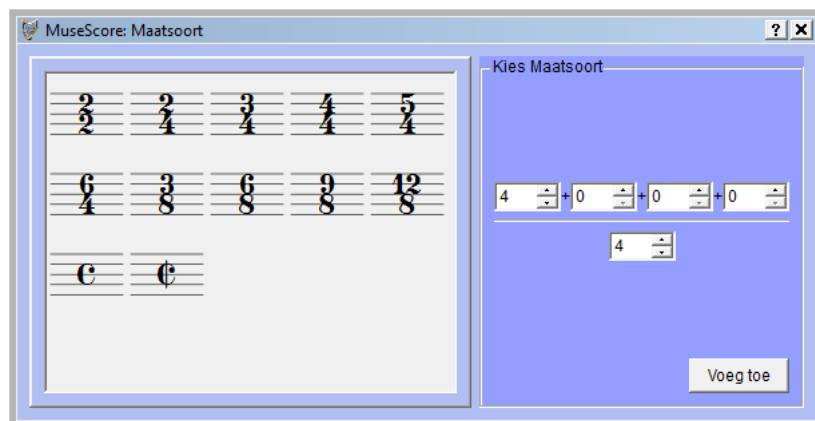 MuseScore: Maatsoort
Kies Maatsoort
2 2 3 4 5
2 4 4 4 4
6 3 6 9 12
4 8 8 8 8
4 + 0 + 0 + 0
4
Voeg toe